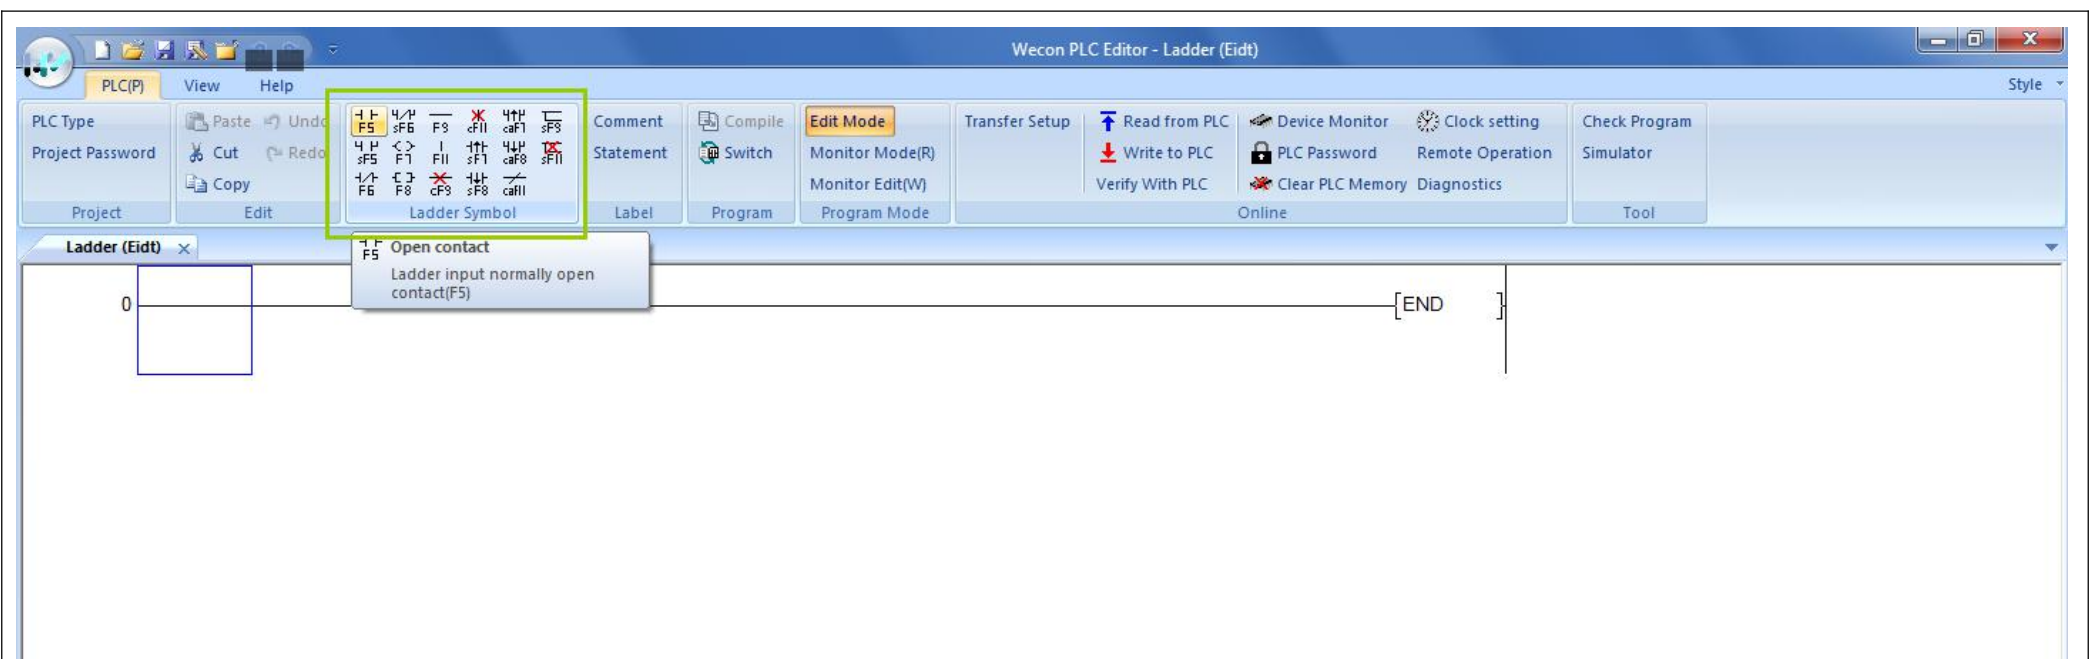 Wecon PLC Editor - Ladder (Eidt)
PLC(P) View Help Style
PLC Type Paste Undo F5 sF6 F9 cF11 caF7 sF9 Comment Compile Edit Mode Transfer Setup Read from PLC Device Monitor Clock setting Check Program
Project Password Cut Redo sF5 F7 F11 sF7 caF8 sF11 Statement Switch Monitor Mode(R) Write to PLC PLC Password Remote Operation Simulator
Copy F6 F8 cF9 sF8 caf11 Monitor Edit(W) Verify With PLC Clear PLC Memory Diagnostics
Project Edit Ladder Symbol Label Program Program Mode Online Tool
Ladder (Eidt)
F5 Open contact
Ladder input normally open
contact(F5)
0 [END ]